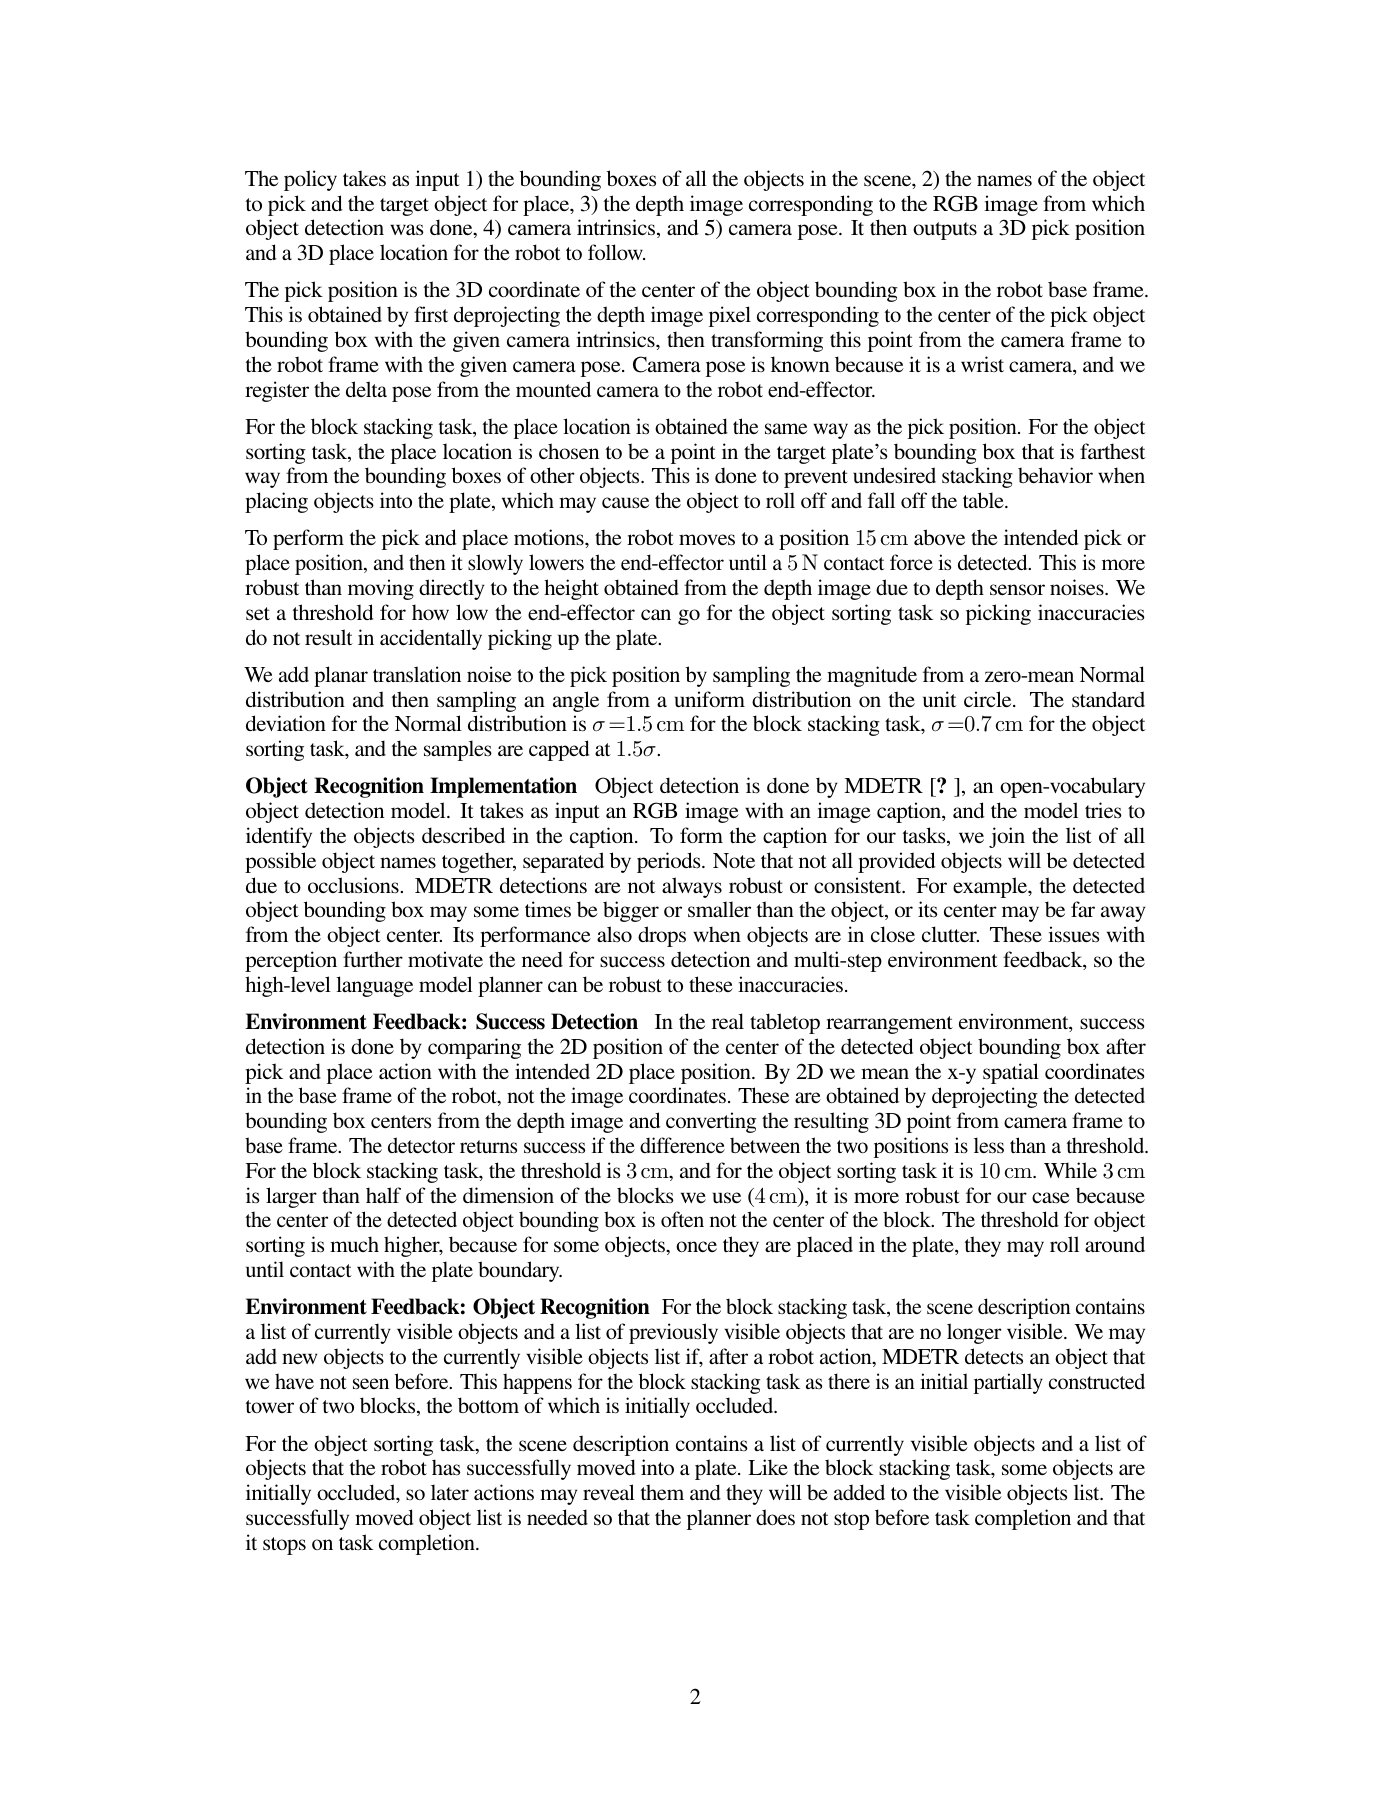 The policy takes as input 1) the bounding boxes of all the objects in the scene, 2) the names of the object
to pick and the target object for place, 3) the depth image corresponding to the RGB image from which
object detection was done, 4) camera intrinsics, and 5) camera pose. It then outputs a 3D pick position
and a 3D place location for the robot to follow.
The pick position is the 3D coordinate of the center of the object bounding box in the robot base frame.
This is obtained by first deprojecting the depth image pixel corresponding to the center of the pick object
bounding box with the given camera intrinsics, then transforming this point from the camera frame to
the robot frame with the given camera pose. Camera pose is known because it is a wrist camera, and we
register the delta pose from the mounted camera to the robot end-effector.
For the block stacking task, the place location is obtained the same way as the pick position. For the object
sorting task, the place location is chosen to be a point in the target plate's bounding box that is farthest
way from the bounding boxes of other objects. This is done to prevent undesired stacking behavior when
placing objects into the plate, which may cause the object to roll off and fall off the table.
To perform the pick and place motions, the robot moves to a position 15 cm above the intended pick or
place position, and then it slowly lowers the end-effector until a 5 N contact force is detected. This is more
robust than moving directly to the height obtained from the depth image due to depth sensor noises. We
set a threshold for how low the end-effector can go for the object sorting task so picking inaccuracies
do not result in accidentally picking up the plate.
We add planar translation noise to the pick position by sampling the magnitude from a zero-mean Normal
distribution and then sampling an angle from a uniform distribution on the unit circle. The standard
deviation for the Normal distribution is σ =1.5 cm for the block stacking task, σ =0.7 cm for the object
sorting task, and the samples are capped at 1.5σ.
Object Recognition Implementation Object detection is done by MDETR [? ], an open-vocabulary
object detection model. It takes as input an RGB image with an image caption, and the model tries to
identify the objects described in the caption. To form the caption for our tasks, we join the list of all
possible object names together, separated by periods. Note that not all provided objects will be detected
due to occlusions. MDETR detections are not always robust or consistent. For example, the detected
object bounding box may some times be bigger or smaller than the object, or its center may be far away
from the object center. Its performance also drops when objects are in close clutter. These issues with
perception further motivate the need for success detection and multi-step environment feedback, so the
high-level language model planner can be robust to these inaccuracies.
Environment Feedback: Success Detection In the real tabletop rearrangement environment, success
detection is done by comparing the 2D position of the center of the detected object bounding box after
pick and place action with the intended 2D place position. By 2D we mean the x-y spatial coordinates
in the base frame of the robot, not the image coordinates. These are obtained by deprojecting the detected
bounding box centers from the depth image and converting the resulting 3D point from camera frame to
base frame. The detector returns success if the difference between the two positions is less than a threshold.
For the block stacking task, the threshold is 3 cm, and for the object sorting task it is 10 cm. While 3 cm
is larger than half of the dimension of the blocks we use (4 cm), it is more robust for our case because
the center of the detected object bounding box is often not the center of the block. The threshold for object
sorting is much higher, because for some objects, once they are placed in the plate, they may roll around
until contact with the plate boundary.
Environment Feedback: Object Recognition For the block stacking task, the scene description contains
a list of currently visible objects and a list of previously visible objects that are no longer visible. We may
add new objects to the currently visible objects list if, after a robot action, MDETR detects an object that
we have not seen before. This happens for the block stacking task as there is an initial partially constructed
tower of two blocks, the bottom of which is initially occluded.
For the object sorting task, the scene description contains a list of currently visible objects and a list of
objects that the robot has successfully moved into a plate. Like the block stacking task, some objects are
initially occluded, so later actions may reveal them and they will be added to the visible objects list. The
successfully moved object list is needed so that the planner does not stop before task completion and that
it stops on task completion.
2